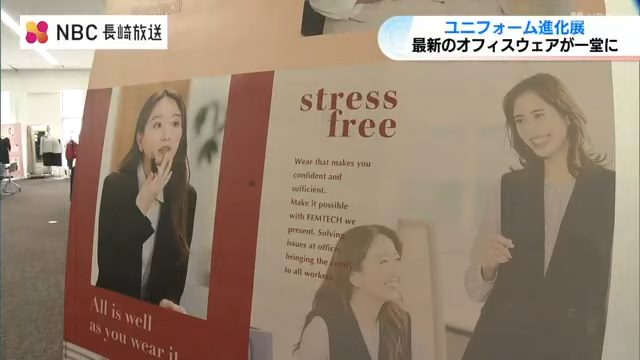 NBC 長崎放送
ユニフォーム進化展
最新のオフィスウェアが一堂に
stress
free
Wear that makes you
confident and
sufficient.
Make it possible
with FEMTECH we
present. Solving
issues at office,
bringing the
to all workers.
All is well
as you wear it